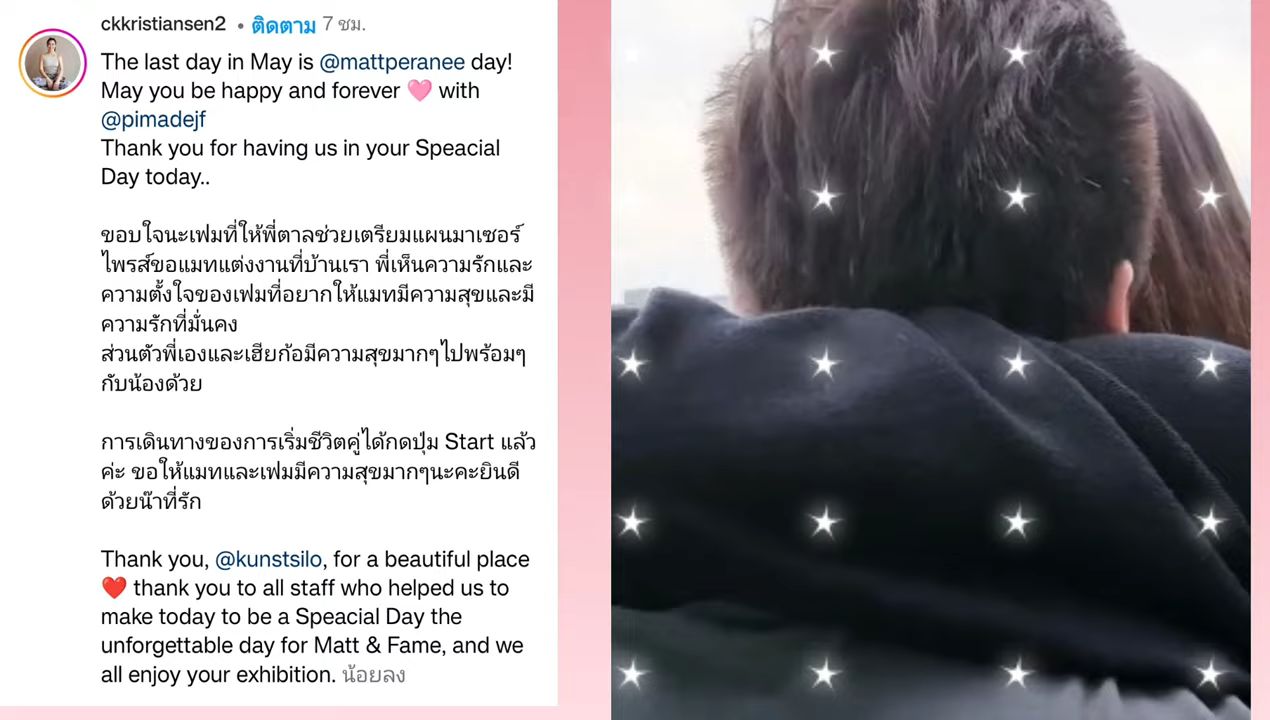 ckkristiansen2 • ติดตาม 7 ชม.
The last day in May is @mattperanee day!
May you be happy and forever 🩷 with
@pimadejf
Thank you for having us in your Speacial
Day today..
ขอบใจนะเฟมที่ให้พี่ตาลช่วยเตรียมแผนมาเซอร์
ไพรส์ขอแมทแต่งงานที่บ้านเรา พี่เห็นความรักและ
ความตั้งใจของเฟมที่อยากให้แมทมีความสุขและมี
ความรักที่มั่นคง
ส่วนตัวพี่เองและเฮียก้อมีความสุขมากๆไปพร้อมๆ
กับน้องด้วย
การเดินทางของการเริ่มชีวิตคู่ได้กดปุ่ม Start แล้ว
ค่ะ ขอให้แมทและเฟมมีความสุขมากๆนะคะยินดี
ด้วยน๊าที่รัก
Thank you, @kunstsilo, for a beautiful place
❤️ thank you to all staff who helped us to
make today to be a Speacial Day the
unforgettable day for Matt & Fame, and we
all enjoy your exhibition. น้อยลง